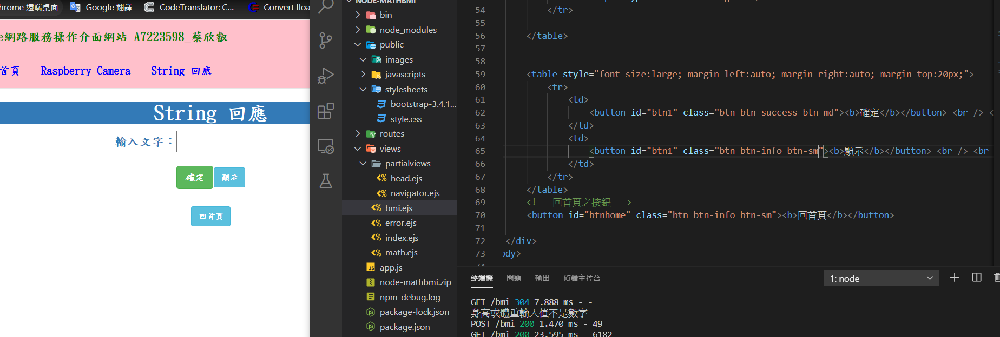 hrome 遠端桌面 Google 翻譯 CodeTranslator: C... Convert floa
e網路服務操作介面網站 A7223598_蔡欣叡
首頁 Raspberry Camera String 回應
String 回應
輸入文字：
確定 顯示
回首頁
NODE-MATHBMI
bin
node_modules
public
images
javascripts
stylesheets
bootstrap-3.4.1...
style.css
routes
views
partialviews
head.ejs
navigator.ejs
bmi.ejs
error.ejs
index.ejs
math.ejs
app.js
node-mathbmi.zip
npm-debug.log
package-lock.json
package.json
54 </tr>
55
56 </table>
57
58
59 <table style="font-size:large; margin-left:auto; margin-right:auto; margin-top:20px;">
60 <tr>
61 <td>
62 <button id="btn1" class="btn btn-success btn-md"><b>確定</b></button> <br /> <
63 </td>
64 <td>
65 <button id="btn1" class="btn btn-info btn-sm"><b>顯示</b></button> <br /> <br
66 </td>
67 </tr>
68 </table>
69 <!-- 回首頁之按鈕 -->
70 <button id="btnhome" class="btn btn-info btn-sm"><b>回首頁</b></button>
71
72 </div>
73 ody>
74
終端機 問題 輸出 偵錯主控台 1: node
GET /bmi 304 7.888 ms - -
身高或體重輸入值不是數字
POST /bmi 200 1.470 ms - 49
GET /bmi 200 23.595 ms - 6182